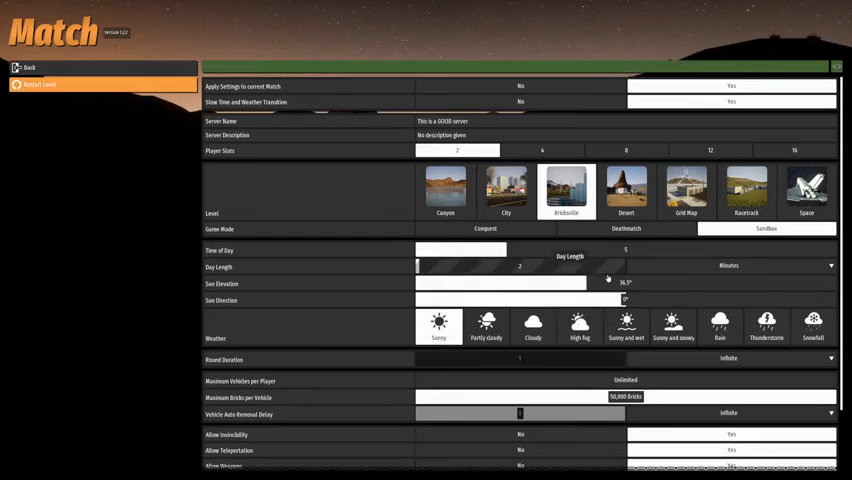 Match Version 1.2.2
Back
Restart Level
Apply Settings to current Match No Yes
Slow Time and Weather Transition No Yes
Server Name This is a GOOD server
Server Description No description given
Player Slots 2 4 8 12 16
Level Canyon City Bricksville Desert Grid Map Racetrack Space
Game Mode Conquest Deathmatch Sandbox
Time of Day 5
Day Length
Day Length 2 Minutes
Sun Elevation 36.5°
Sun Direction 0°
Weather Sunny Partly cloudy Cloudy High fog Sunny and wet Sunny and snowy Rain Thunderstorm Snowfall
Round Duration 1 Infinite
Maximum Vehicles per Player Unlimited
Maximum Bricks per Vehicle 50,000 Bricks
Vehicle Auto Removal Delay 1 Infinite
Allow Invincibility No Yes
Allow Teleportation No Yes
Allow Weapons No Yes